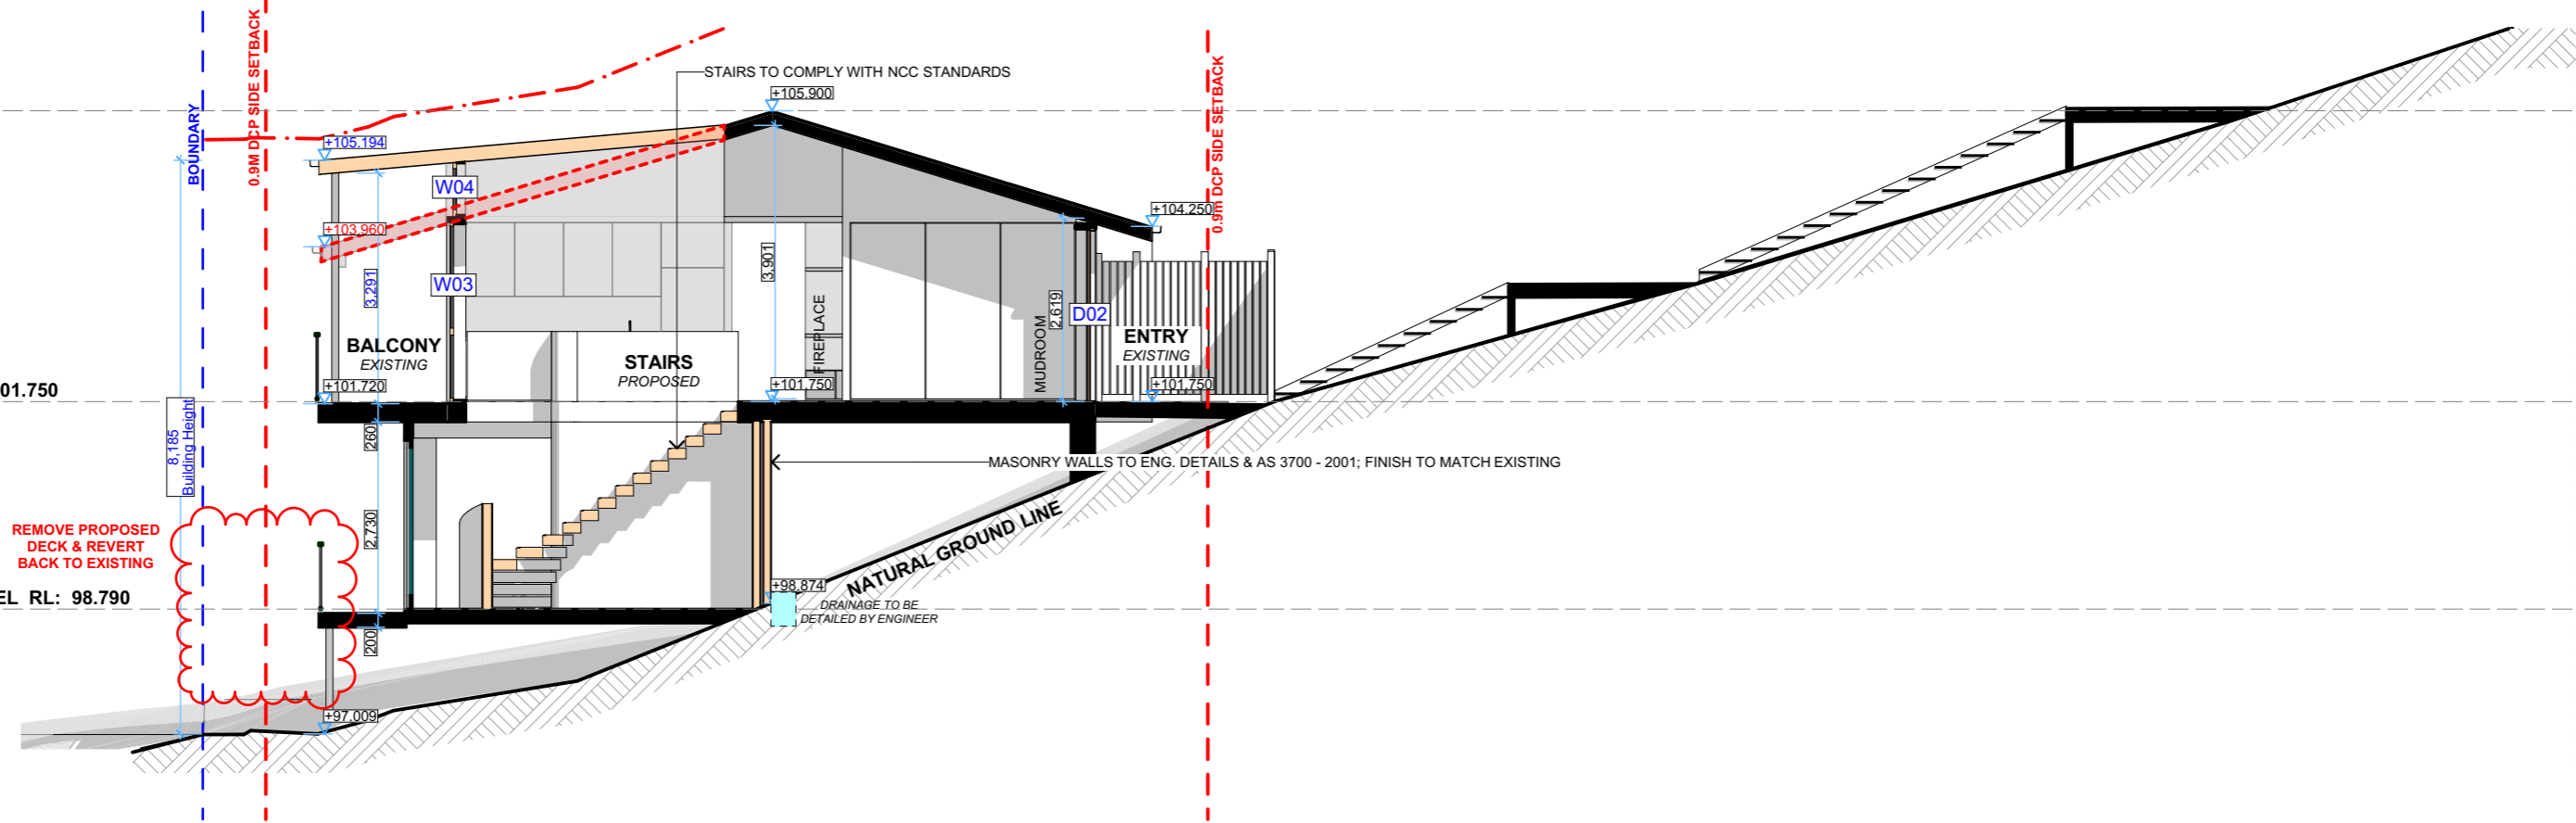 STAIRS TO COMPLY WITH NCC STANDARDS
+105.900
BOUNDARY
0.9M DCP SIDE SETBACK
0.9m DCP SIDE SETBACK
+105.194
W04
+103.960
+104.250
3,291
W03
3,901
FIREPLACE
MUDROOM
2,619
D02
BALCONY
EXISTING
STAIRS
PROPOSED
ENTRY
EXISTING
+101.720
+101.750
+101.750
01.750
8,185
Building Height
260
MASONRY WALLS TO ENG. DETAILS & AS 3700 - 2001; FINISH TO MATCH EXISTING
REMOVE PROPOSED
DECK & REVERT
BACK TO EXISTING
2,730
NATURAL GROUND LINE
+98.874
EL RL: 98.790
DRAINAGE TO BE
DETAILED BY ENGINEER
200
+97.009